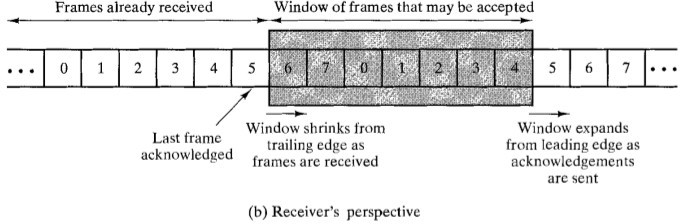 Frames already received
Window of frames that may be accepted
••• 0 1 2 3 4 5 6 7 0 1 2 3 4 5 6 7 •••
Last frame
acknowledged
Window shrinks from
trailing edge as
frames are received
Window expands
from leading edge as
acknowledgements
are sent
(b) Receiver's perspective